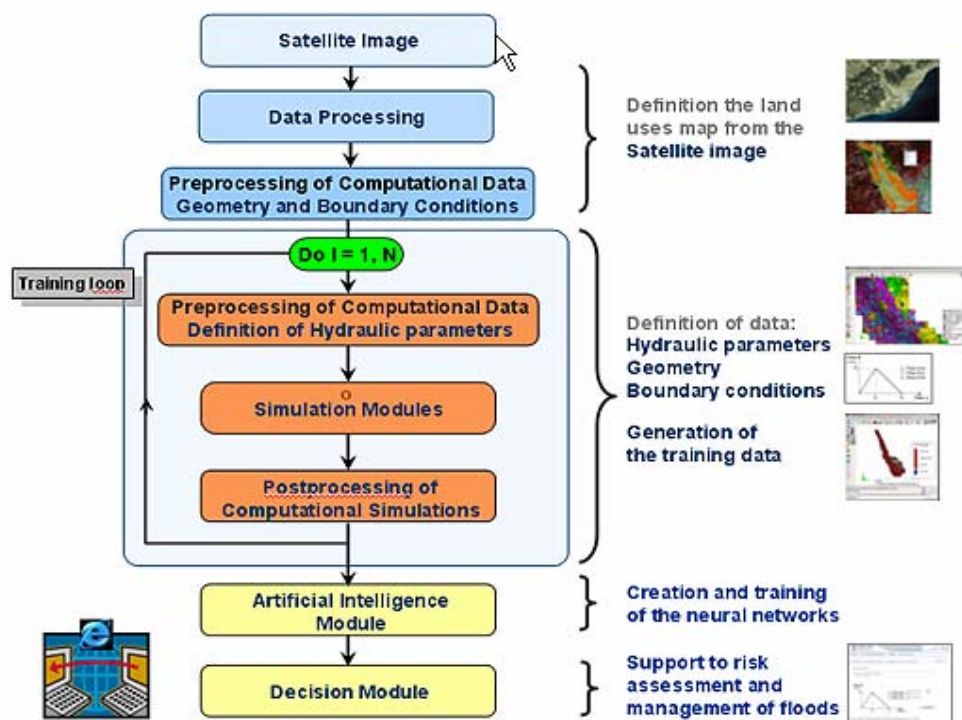 Satellite Image
Data Processing
Preprocessing of Computational Data
Geometry and Boundary Conditions
Definition the land
uses map from the
Satellite image
Training loop
Do I = 1, N
Preprocessing of Computational Data
Definition of Hydraulic parameters
Simulation Modules
Postprocessing of
Computational Simulations
Definition of data:
Hydraulic parameters
Geometry
Boundary conditions
Generation of
the training data
Artificial Intelligence
Module
Creation and training
of the neural networks
Decision Module
Support to risk
assessment and
management of floods